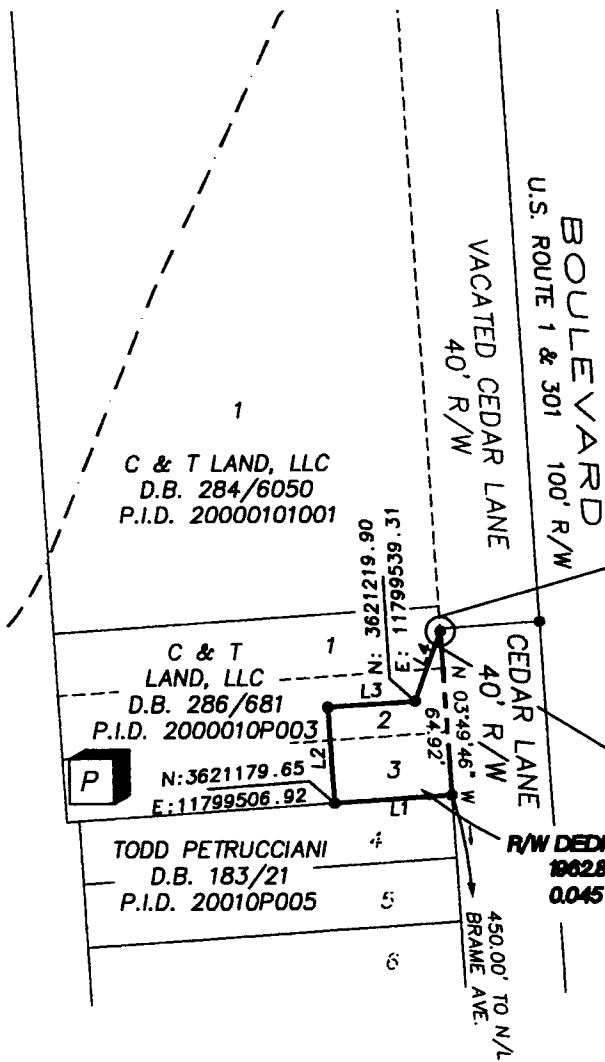 BOULEVARD
U.S. ROUTE 1 & 301 100' R/W
VACATED CEDAR LANE
40' R/W
1
C & T LAND, LLC
D.B. 284/6050
P.I.D. 20000101001
N: 3621219.90
E: 11799539.31
1
C & T
LAND, LLC
D.B. 286/681
P.I.D. 2000010P003
L3
L4
2
L2
3
N 03°49'46" W
64.92'
CEDAR LANE
40' R/W
P
N:3621179.65
E:11799506.92
L1
R/W DEDI
1962.8
0.045
TODD PETRUCCIANI
D.B. 183/21
P.I.D. 20010P005
4
5
6
450.00' TO N/L
BRAME AVE.